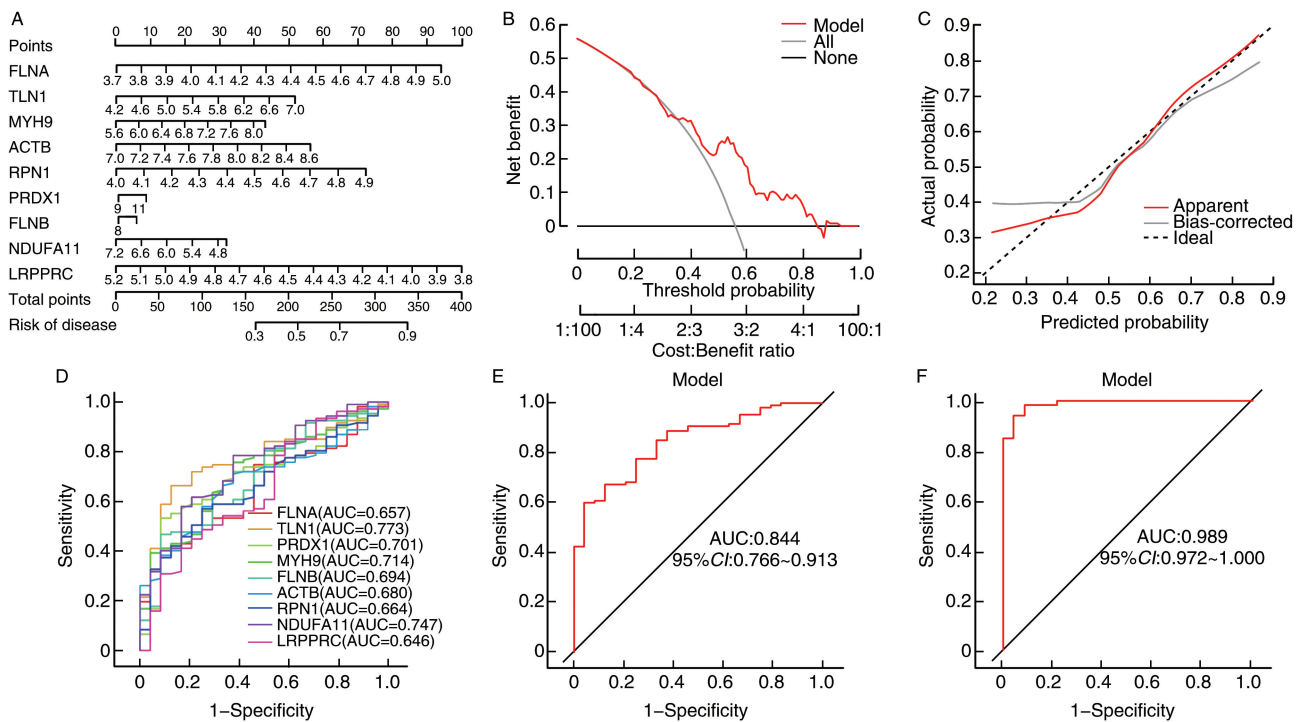 A
Points
0 10 20 30 40 50 60 70 80 90 100
FLNA
3.7 3.8 3.9 4.0 4.1 4.2 4.3 4.4 4.5 4.6 4.7 4.8 4.9 5.0
TLN1
4.2 4.6 5.0 5.4 5.8 6.2 6.6 7.0
MYH9
5.6 6.0 6.4 6.8 7.2 7.6 8.0
ACTB
7.0 7.2 7.4 7.6 7.8 8.0 8.2 8.4 8.6
RPN1
4.0 4.1 4.2 4.3 4.4 4.5 4.6 4.7 4.8 4.9
PRDX1
9 11
FLNB
8
NDUFA11
7.2 6.6 6.0 5.4 4.8
LRPPRC
5.2 5.1 5.0 4.9 4.8 4.7 4.6 4.5 4.4 4.3 4.2 4.1 4.0 3.9 3.8
Total points
0 50 100 150 200 250 300 350 400
Risk of disease
0.3 0.5 0.7 0.9
B
Model
All
None
Net benefit
0.6
0.5
0.4
0.3
0.2
0.1
0
0 0.2 0.4 0.6 0.8 1.0
Threshold probability
1:100 1:4 2:3 3:2 4:1 100:1
Cost:Benefit ratio
C
Actual probability
0.9
0.8
0.7
0.6
0.5
0.4
0.3
0.2
Apparent
Bias-corrected
Ideal
0.2 0.3 0.4 0.5 0.6 0.7 0.8 0.9
Predicted probability
D
Sensitivity
1.0
0.8
0.6
0.4
0.2
0
FLNA(AUC=0.657)
TLN1(AUC=0.773)
PRDX1(AUC=0.701)
MYH9(AUC=0.714)
FLNB(AUC=0.694)
ACTB(AUC=0.680)
RPN1(AUC=0.664)
NDUFA11(AUC=0.747)
LRPPRC(AUC=0.646)
0 0.2 0.4 0.6 0.8 1.0
1−Specificity
E
Model
Sensitivity
1.0
0.8
0.6
0.4
0.2
0
AUC:0.844
95%CI:0.766~0.913
0 0.2 0.4 0.6 0.8 1.0
1−Specificity
F
Model
Sensitivity
1.0
0.8
0.6
0.4
0.2
0
AUC:0.989
95%CI:0.972~1.000
0 0.2 0.4 0.6 0.8 1.0
1−Specificity